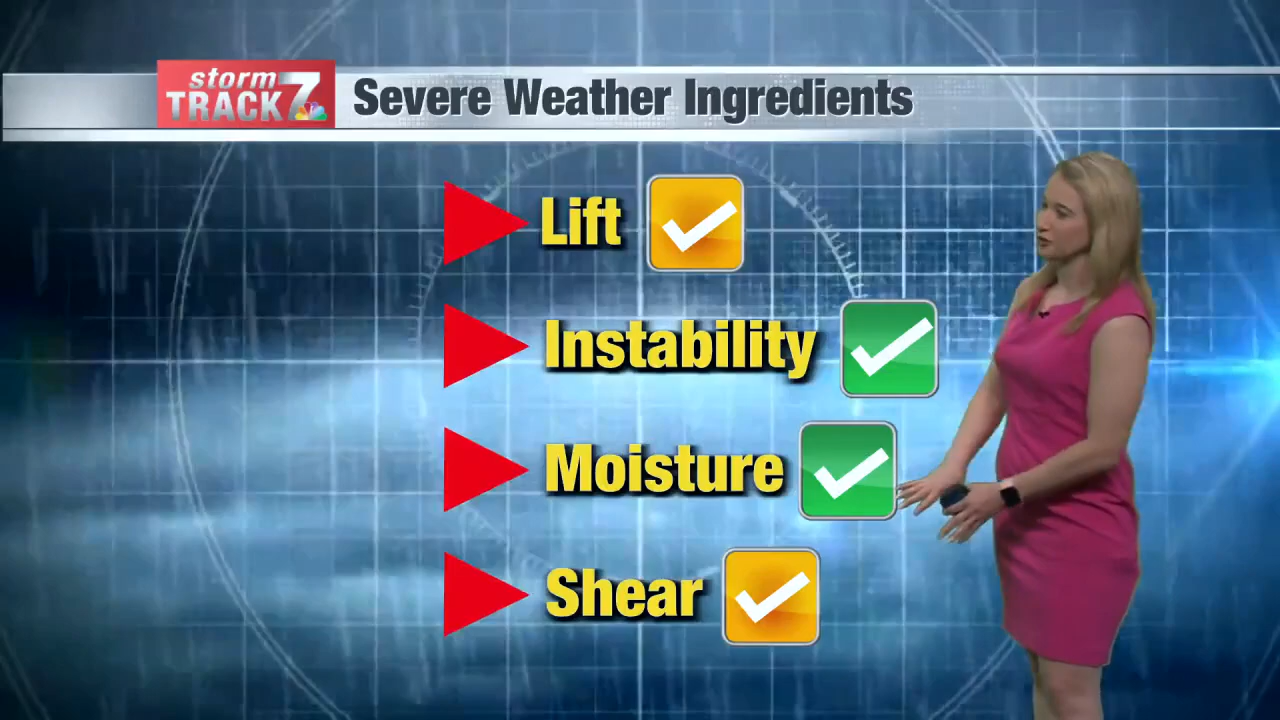 storm
TRACK 7
Severe Weather Ingredients
Lift
Instability
Moisture
Shear